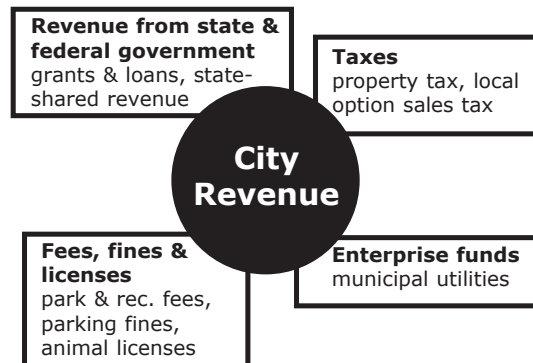 Revenue from state &
federal government
grants & loans, state-
shared revenue
Taxes
property tax, local
option sales tax
City
Revenue
Fees, fines &
licenses
park & rec. fees,
parking fines,
animal licenses
Enterprise funds
municipal utilities